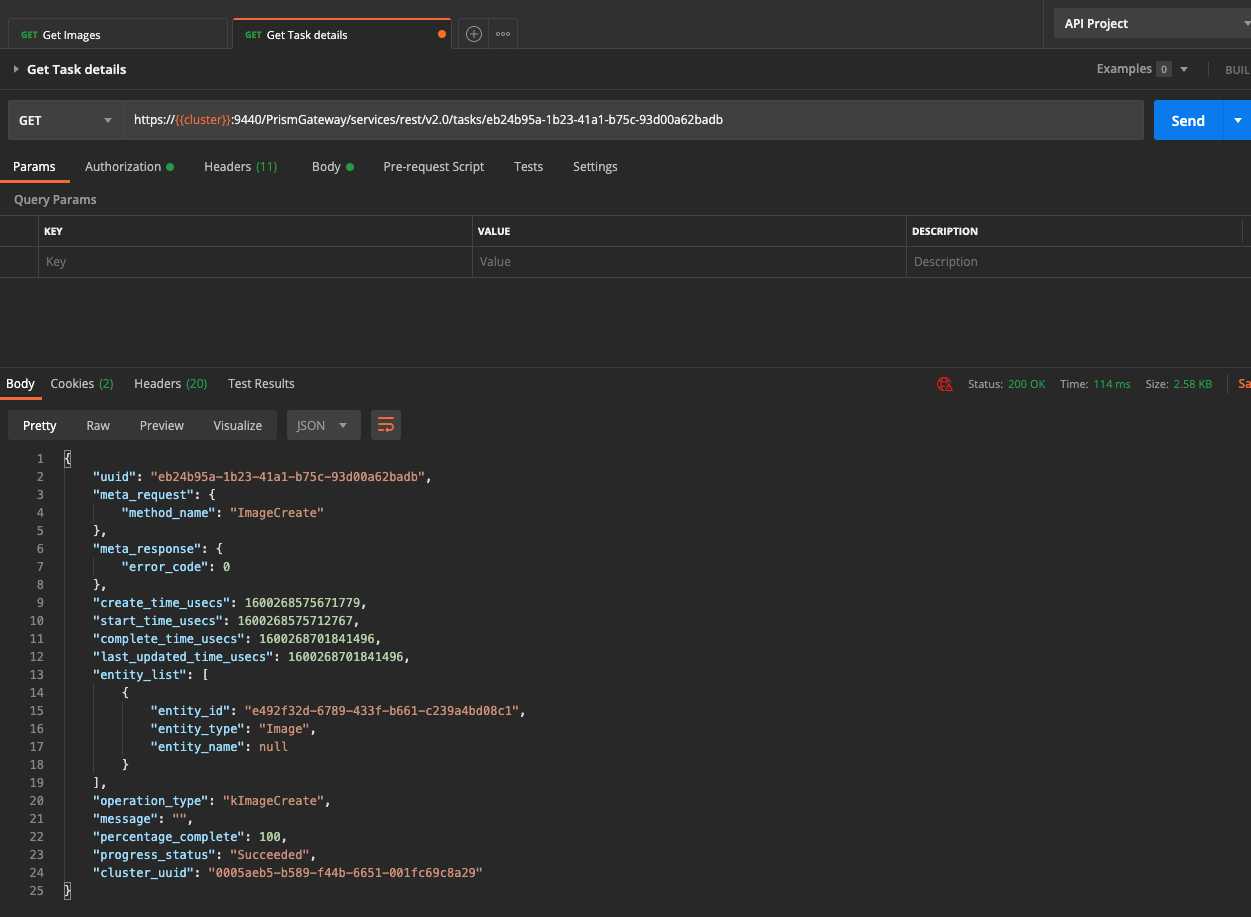 GET Get Images GET Get Task details API Project
Get Task details Examples 0 BUIL
GET https://{{cluster}}:9440/PrismGateway/services/rest/v2.0/tasks/eb24b95a-1b23-41a1-b75c-93d00a62badb Send
Params Authorization Headers (11) Body Pre-request Script Tests Settings
Query Params
KEY VALUE DESCRIPTION
Key Value Description
Body Cookies (2) Headers (20) Test Results Status: 200 OK Time: 114 ms Size: 2.58 KB Sa
Pretty Raw Preview Visualize JSON
1 {
2 "uuid": "eb24b95a-1b23-41a1-b75c-93d00a62badb",
3 "meta_request": {
4 "method_name": "ImageCreate"
5 },
6 "meta_response": {
7 "error_code": 0
8 },
9 "create_time_usecs": 1600268575671779,
10 "start_time_usecs": 1600268575712767,
11 "complete_time_usecs": 1600268701841496,
12 "last_updated_time_usecs": 1600268701841496,
13 "entity_list": [
14 {
15 "entity_id": "e492f32d-6789-433f-b661-c239a4bd08c1",
16 "entity_type": "Image",
17 "entity_name": null
18 }
19 ],
20 "operation_type": "kImageCreate",
21 "message": "",
22 "percentage_complete": 100,
23 "progress_status": "Succeeded",
24 "cluster_uuid": "0005aeb5-b589-f44b-6651-001fc69c8a29"
25 }